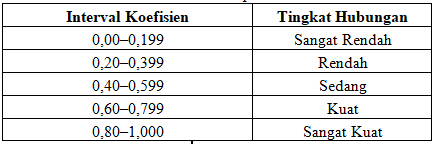 Interval Koefisien Tingkat Hubungan
0,00–0,199 Sangat Rendah
0,20–0,399 Rendah
0,40–0,599 Sedang
0,60–0,799 Kuat
0,80–1,000 Sangat Kuat